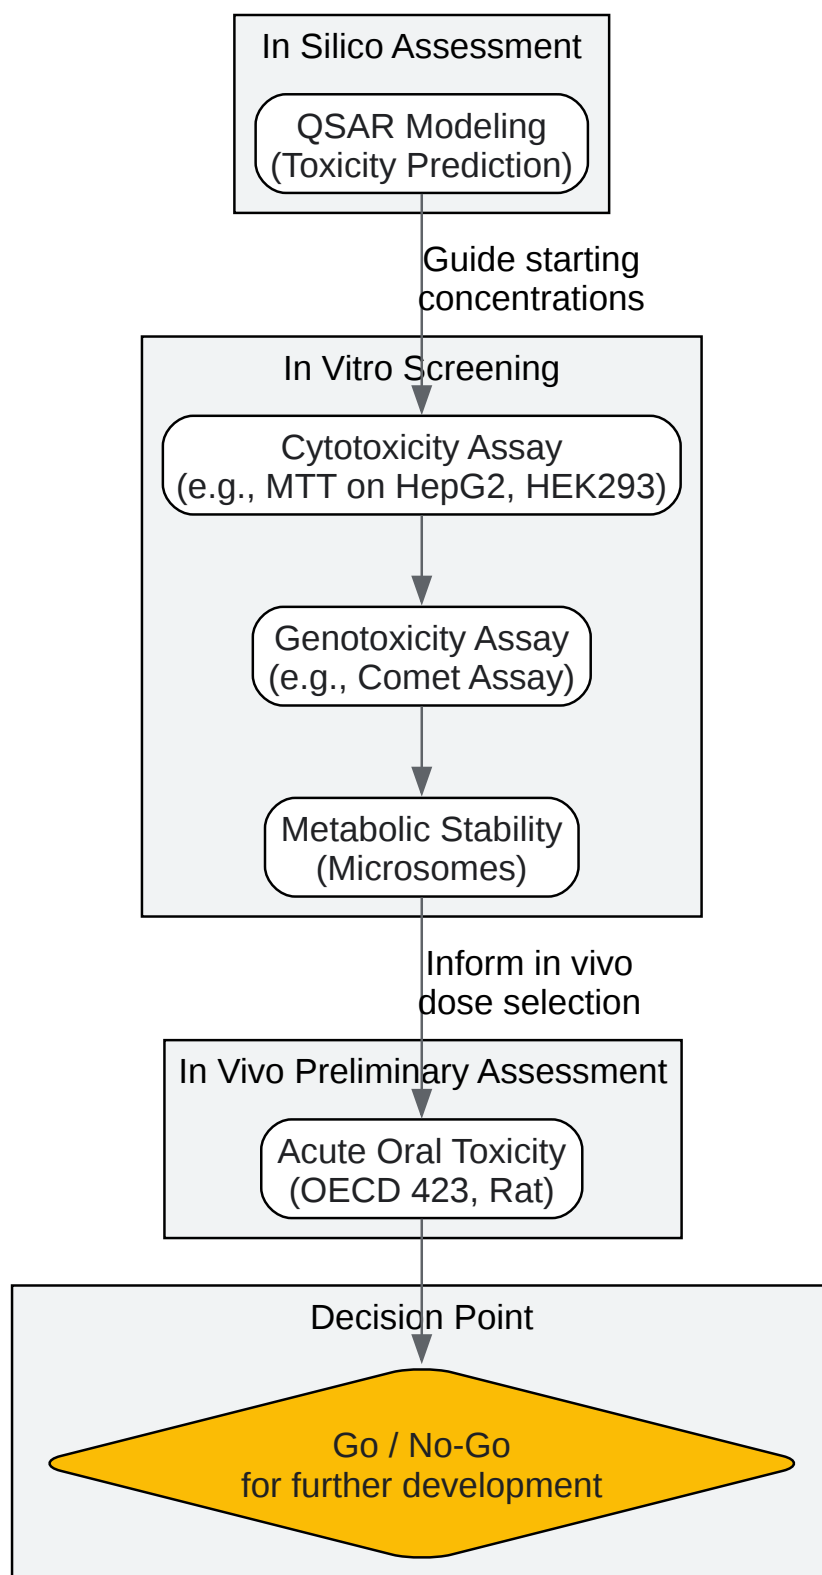 In Silico Assessment
QSAR Modeling
(Toxicity Prediction)
Guide starting
concentrations
In Vitro Screening
Cytotoxicity Assay
(e.g., MTT on HepG2, HEK293)
Genotoxicity Assay
(e.g., Comet Assay)
Metabolic Stability
(Microsomes)
Inform in vivo
dose selection
In Vivo Preliminary Assessment
Acute Oral Toxicity
(OECD 423, Rat)
Decision Point
Go / No-Go
for further development